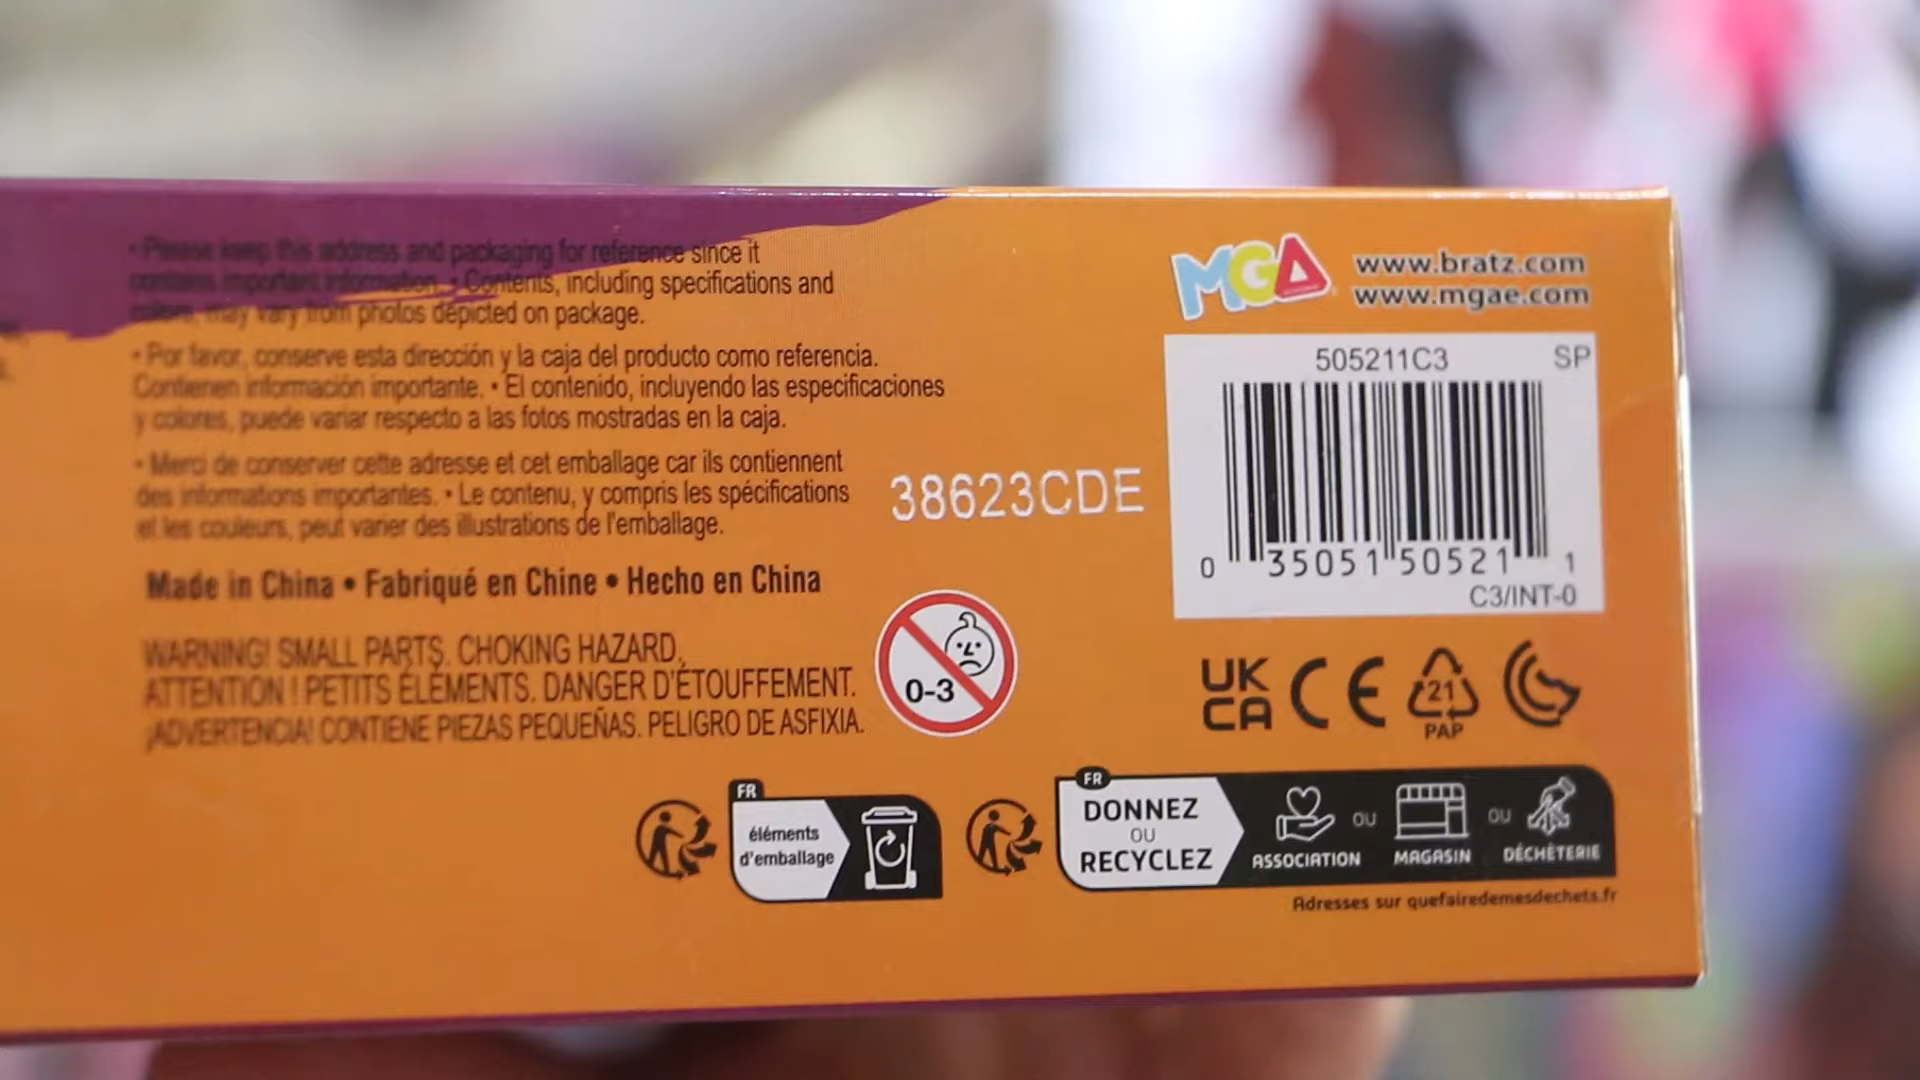 • Please keep this address and packaging for reference since it
contains important information. • Contents, including specifications and
colors, may vary from photos depicted on package.
• Por favor, conserve esta dirección y la caja del producto como referencia.
Contienen información importante. • El contenido, incluyendo las especificaciones
y colores, puede variar respecto a las fotos mostradas en la caja.
• Merci de conserver cette adresse et cet emballage car ils contiennent
des informations importantes. • Le contenu, y compris les spécifications
et les couleurs, peut varier des illustrations de l'emballage.
Made in China • Fabriqué en Chine • Hecho en China
WARNING! SMALL PARTS. CHOKING HAZARD.
ATTENTION ! PETITS ÉLÉMENTS. DANGER D'ÉTOUFFEMENT.
¡ADVERTENCIA! CONTIENE PIEZAS PEQUEÑAS. PELIGRO DE ASFIXIA.
0-3
38623CDE
MGA
www.bratz.com
www.mgae.com
505211C3 SP
0 35051 50521 1
C3/INT-0
UK
CA
CE
21
PAP
FR
éléments
d'emballage
FR
DONNEZ
OU
RECYCLEZ
ASSOCIATION OU MAGASIN OU DÉCHÈTERIE
Adresses sur quefairedemesdechets.fr